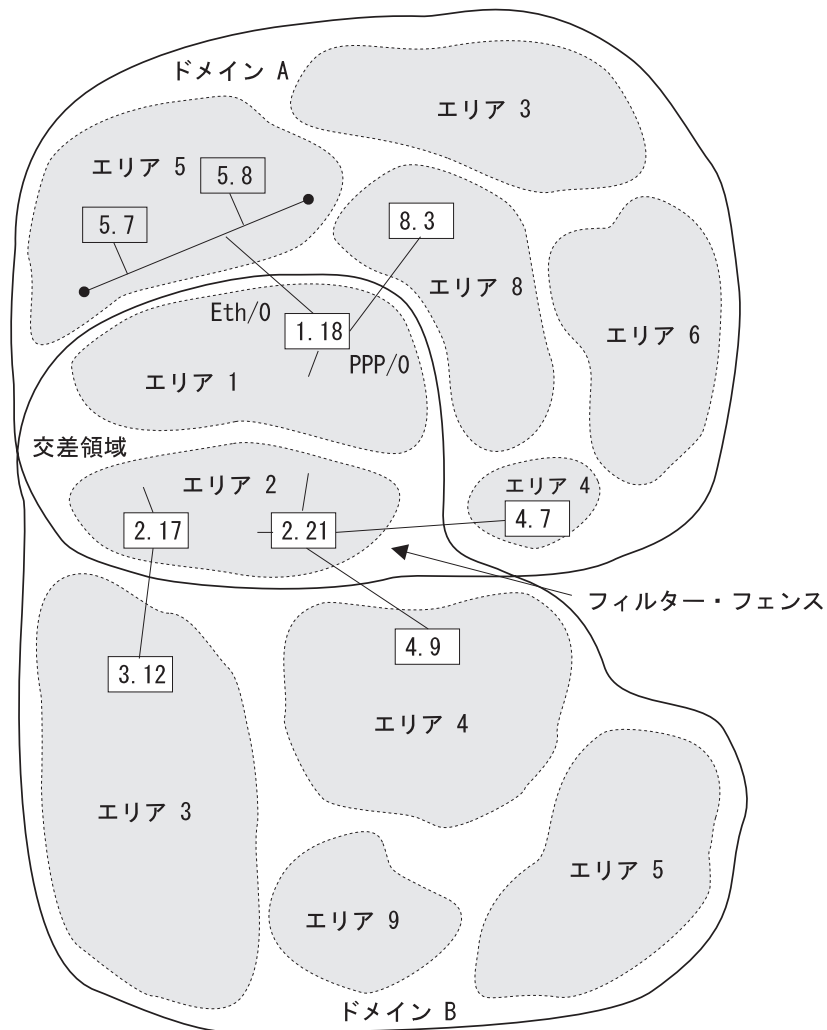 ドメイン A
エリア 3
エリア 5
5.8
5.7
8.3
エリア 8
Eth/0
1.18
エリア 6
PPP/0
エリア 1
交差領域
エリア 2
エリア 4
2.17
2.21
4.7
フィルター・フェンス
4.9
3.12
エリア 4
エリア 3
エリア 5
エリア 9
ドメイン B